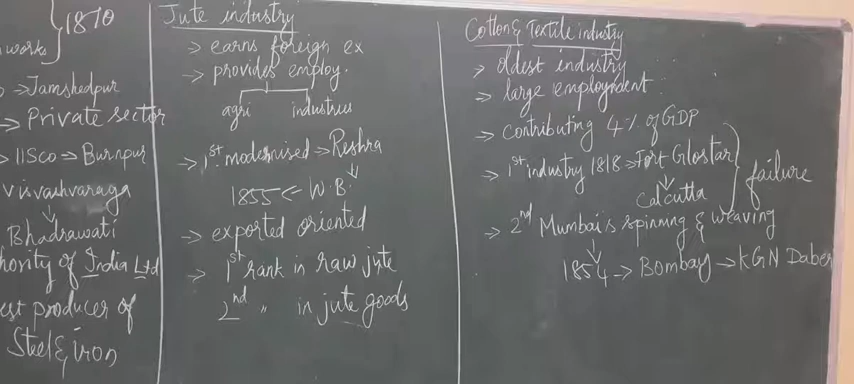 1870
works
Jamshedpur
⇒ Private sector
IISco ⇒ Burnpur
Visvashvaraga
↓
Bhadrawati
hority of India Ltd
est producer of
Steel & iron
Jute industry
→ earns foreign ex
→ provides employ.
agri industries
→ 1st modernised → Reshra
↓
1855 ← W.B.
→ exported oriented
→ 1st rank in raw jute
2nd " in jute goods
Cotton & Textile industry
→ oldest industry
→ large employment
→ Contributing 4% of GDP
→ 1st industry 1818 → Fort Glostar
↓
Calcutta
failure
→ 2nd Mumbai spinning & weaving
↓
1854 → Bombay → KGN Daber